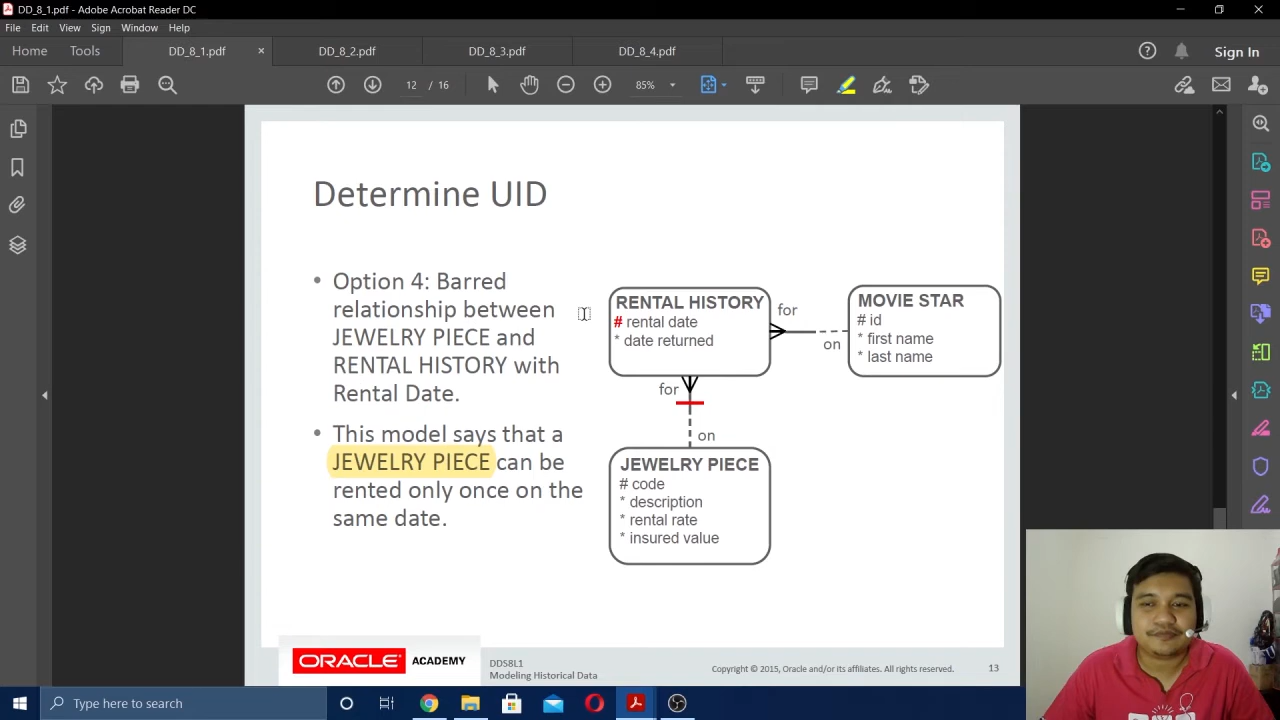 DD_8_1.pdf - Adobe Acrobat Reader DC
File Edit View Sign Window Help
Home Tools DD_8_1.pdf × DD_8_2.pdf DD_8_3.pdf DD_8_4.pdf Sign In
12 / 16 85%
Determine UID
• Option 4: Barred
relationship between
JEWELRY PIECE and
RENTAL HISTORY with
Rental Date.
• This model says that a
JEWELRY PIECE can be
rented only once on the
same date.
RENTAL HISTORY
# rental date
* date returned
for
on
MOVIE STAR
# id
* first name
* last name
for
on
JEWELRY PIECE
# code
* description
* rental rate
* insured value
ORACLE ACADEMY
DDS8L1
Modeling Historical Data
Copyright © 2015, Oracle and/or its affiliates. All rights reserved.
13
Type here to search